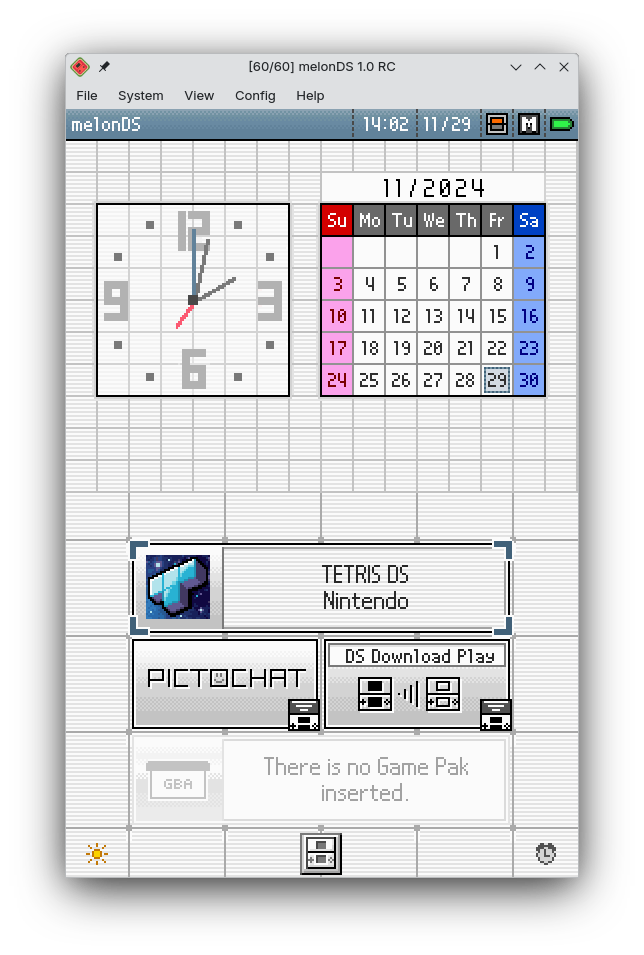 [60/60] melonDS 1.0 RC
File System View Config Help
melonDS 14:02 11/29 M
11/2024
Su Mo Tu We Th Fr Sa
1 2
3 4 5 6 7 8 9
10 11 12 13 14 15 16
17 18 19 20 21 22 23
24 25 26 27 28 29 30
12
9 3
6
TETRIS DS
Nintendo
PICTOCHAT
DS Download Play
GBA
There is no Game Pak
inserted.